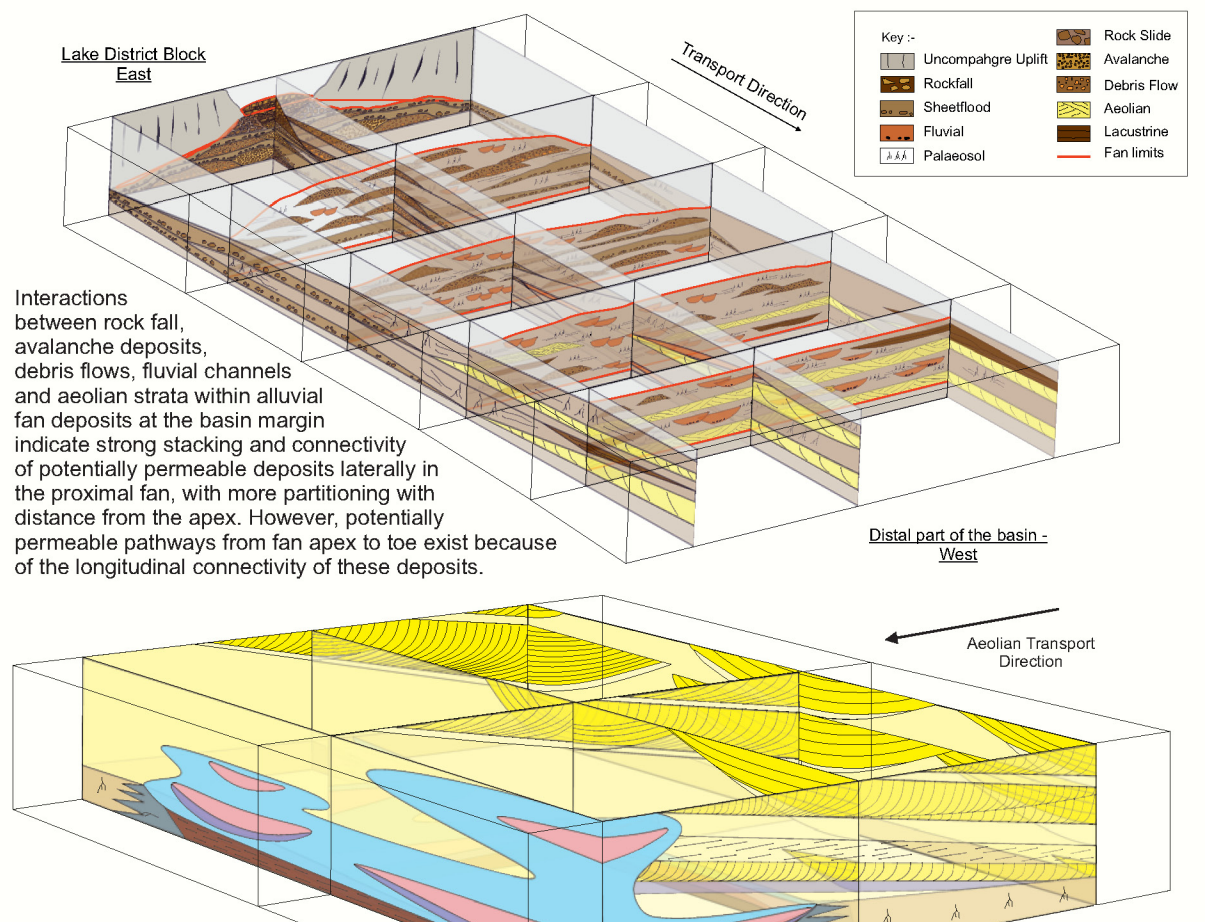 Lake District Block
East
Transport Direction
Key :-
Uncompahgre Uplift
Rockfall
Sheetflood
Fluvial
Palaeosol
Rock Slide
Avalanche
Debris Flow
Aeolian
Lacustrine
Fan limits
Interactions
between rock fall,
avalanche deposits,
debris flows, fluvial channels
and aeolian strata within alluvial
fan deposits at the basin margin
indicate strong stacking and connectivity
of potentially permeable deposits laterally in
the proximal fan, with more partitioning with
distance from the apex. However, potentially
permeable pathways from fan apex to toe exist because
of the longitudinal connectivity of these deposits.
Distal part of the basin -
West
Aeolian Transport
Direction